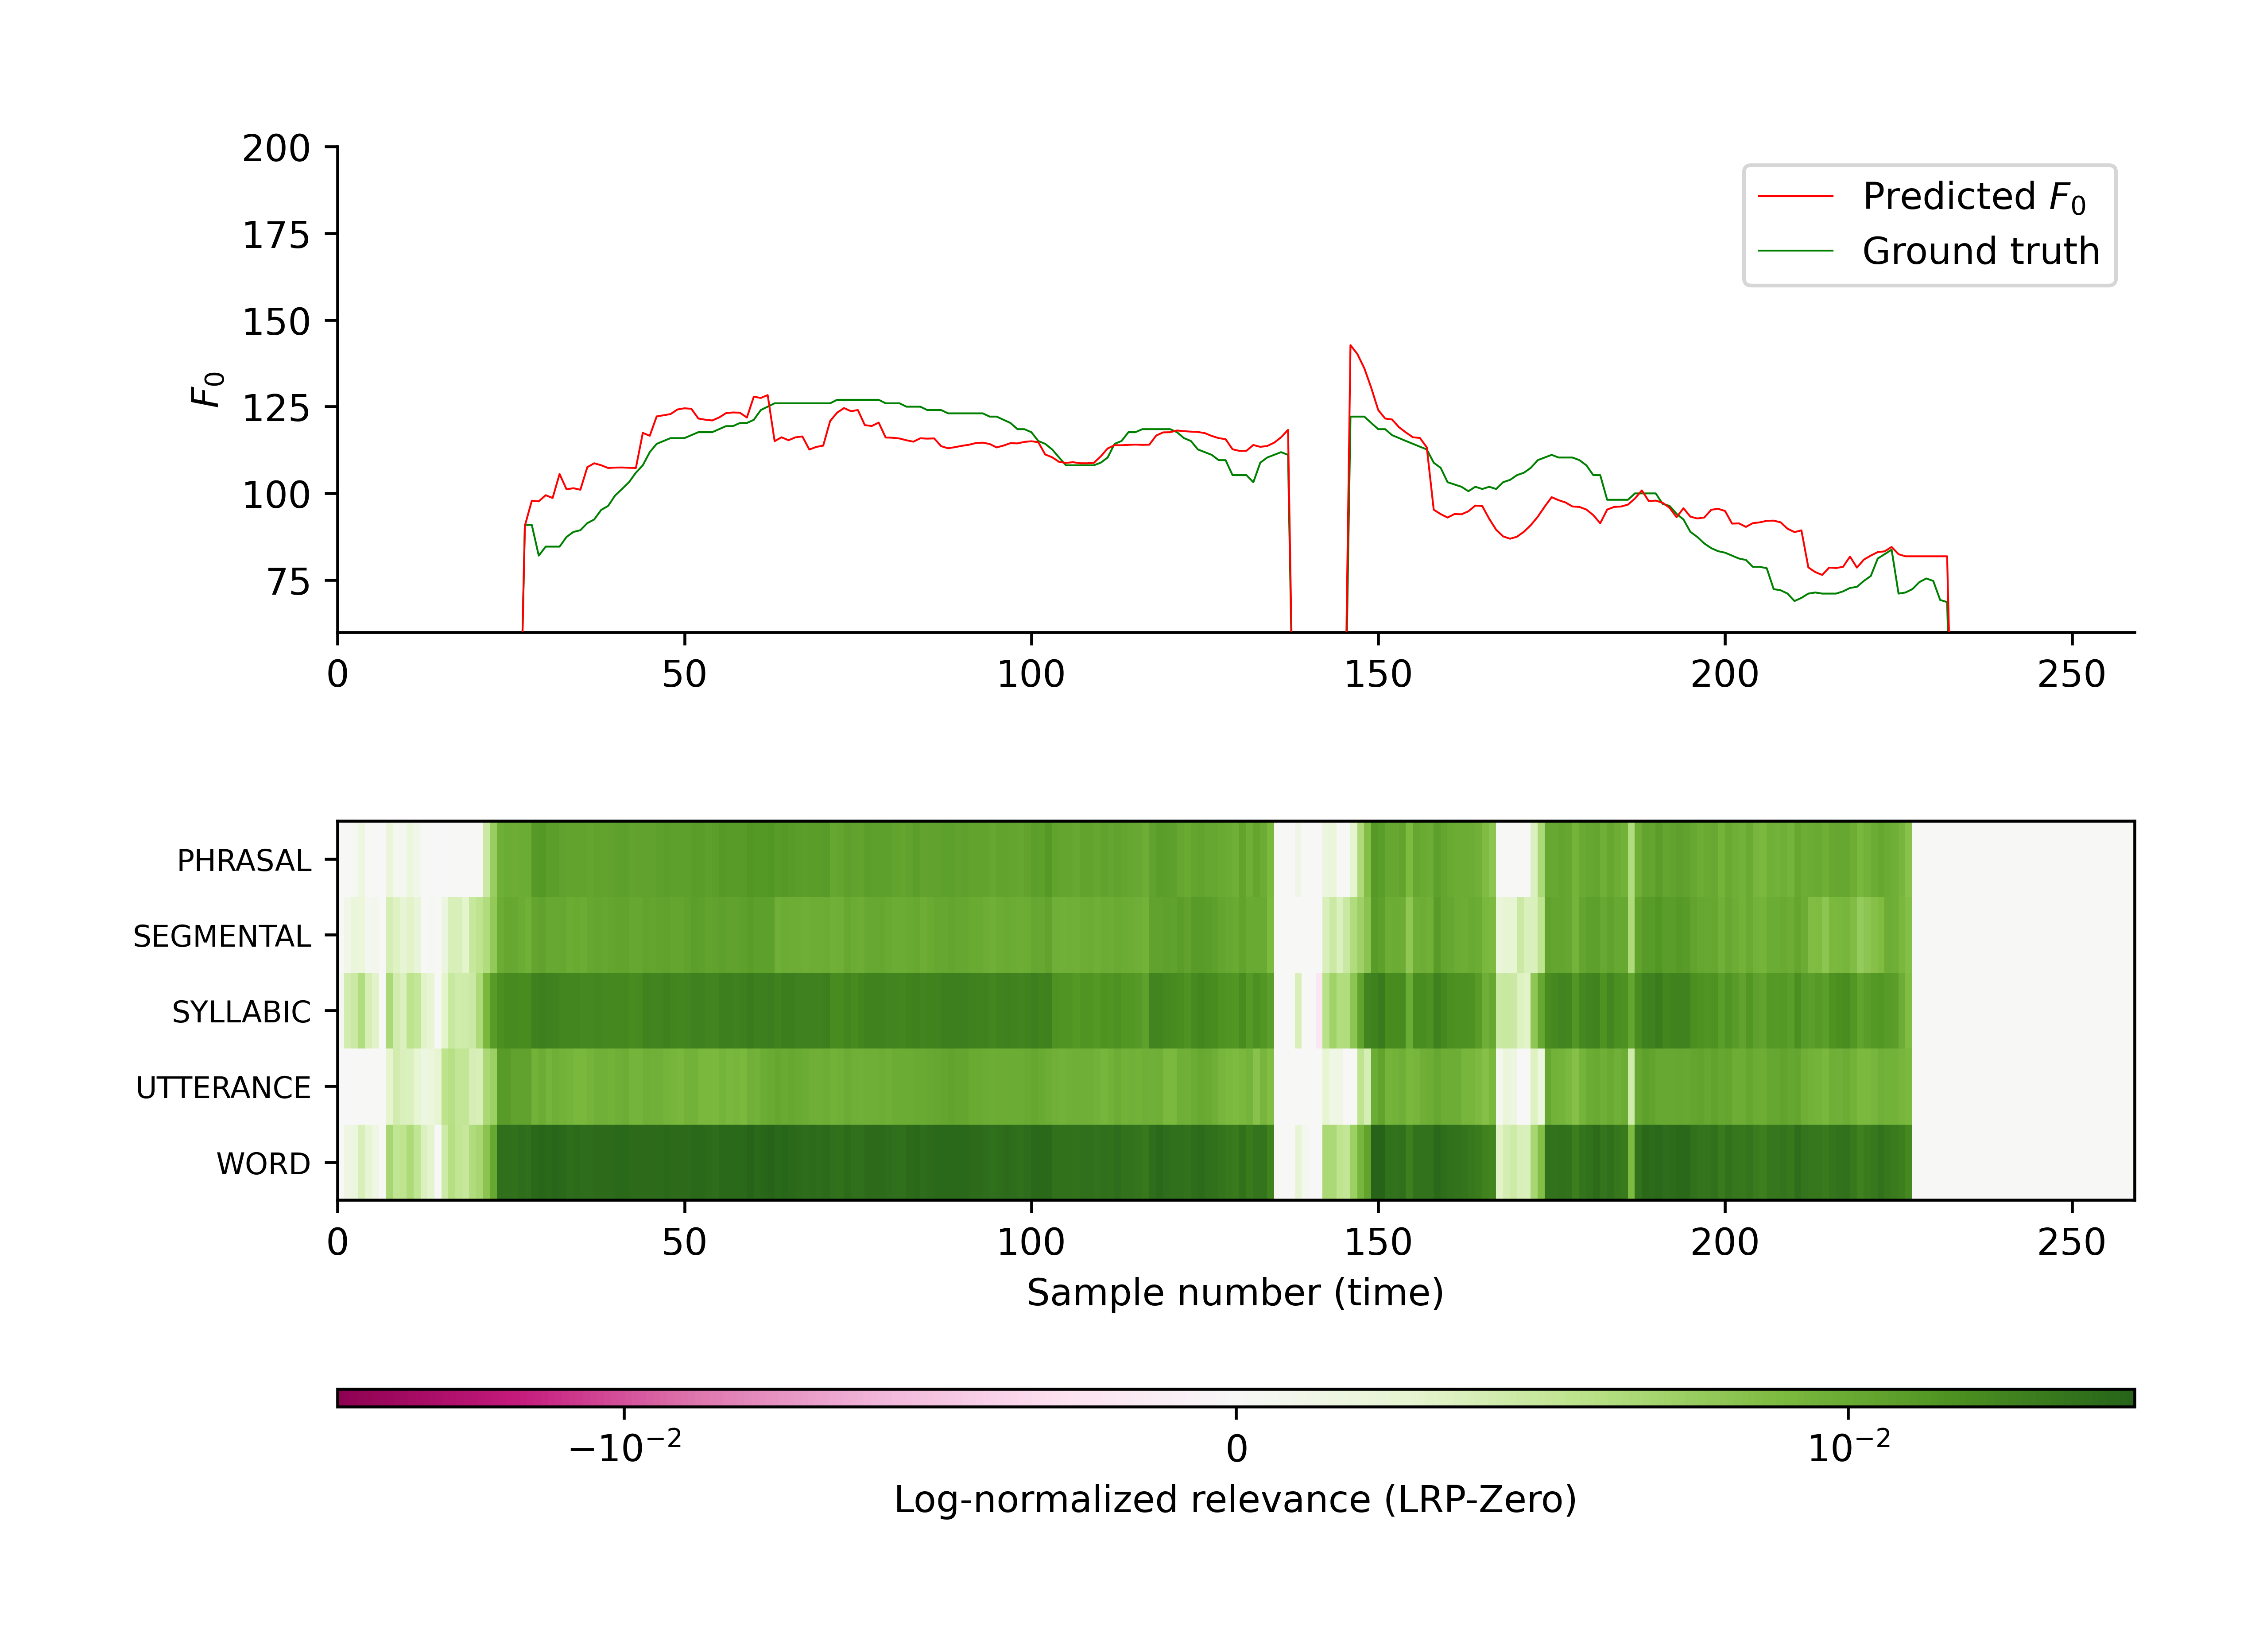 200
175
150
125
100
75
F₀
Predicted F₀
Ground truth
0 50 100 150 200 250
PHRASAL
SEGMENTAL
SYLLABIC
UTTERANCE
WORD
0 50 100 150 200 250
Sample number (time)
−10⁻² 0 10⁻²
Log-normalized relevance (LRP-Zero)